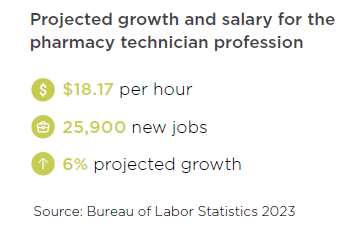 Projected growth and salary for the
pharmacy technician profession
$ $18.17 per hour
25,900 new jobs
6% projected growth
Source: Bureau of Labor Statistics 2023